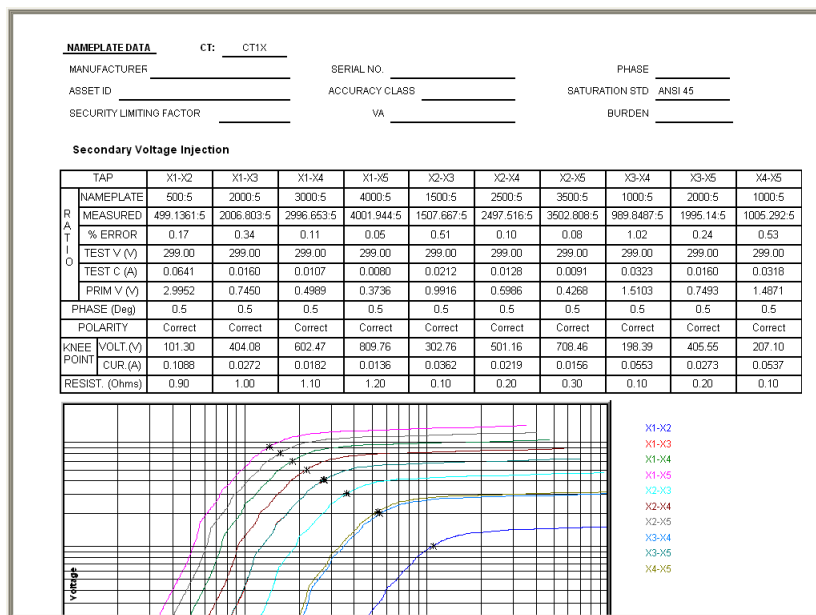 NAMEPLATE DATA CT: CT1X
MANUFACTURER SERIAL NO. PHASE
ASSET ID ACCURACY CLASS SATURATION STD ANSI 45
SECURITY LIMITING FACTOR VA BURDEN
Secondary Voltage Injection
TAP X1-X2 X1-X3 X1-X4 X1-X5 X2-X3 X2-X4 X2-X5 X3-X4 X3-X5 X4-X5
RATIO
NAMEPLATE 500:5 2000:5 3000:5 4000:5 1500:5 2500:5 3500:5 1000:5 2000:5 1000:5
MEASURED 499.1361:5 2006.803:5 2996.653:5 4001.944:5 1507.667:5 2497.516:5 3502.808:5 989.8487:5 1995.14:5 1005.292:5
% ERROR 0.17 0.34 0.11 0.05 0.51 0.10 0.08 1.02 0.24 0.53
TEST V (V) 299.00 299.00 299.00 299.00 299.00 299.00 299.00 299.00 299.00 299.00
TEST C (A) 0.0641 0.0160 0.0107 0.0080 0.0212 0.0128 0.0091 0.0323 0.0160 0.0318
PRIM V (V) 2.9952 0.7450 0.4989 0.3736 0.9916 0.5986 0.4268 1.5103 0.7493 1.4871
PHASE (Deg) 0.5 0.5 0.5 0.5 0.5 0.5 0.5 0.5 0.5 0.5
POLARITY Correct Correct Correct Correct Correct Correct Correct Correct Correct Correct
KNEE POINT
VOLT.(V) 101.30 404.08 602.47 809.76 302.76 501.16 708.46 198.39 405.55 207.10
CUR.(A) 0.1088 0.0272 0.0182 0.0136 0.0362 0.0219 0.0156 0.0553 0.0273 0.0537
RESIST. (Ohms) 0.90 1.00 1.10 1.20 0.10 0.20 0.30 0.10 0.20 0.10
Voltage
X1-X2
X1-X3
X1-X4
X1-X5
X2-X3
X2-X4
X2-X5
X3-X4
X3-X5
X4-X5